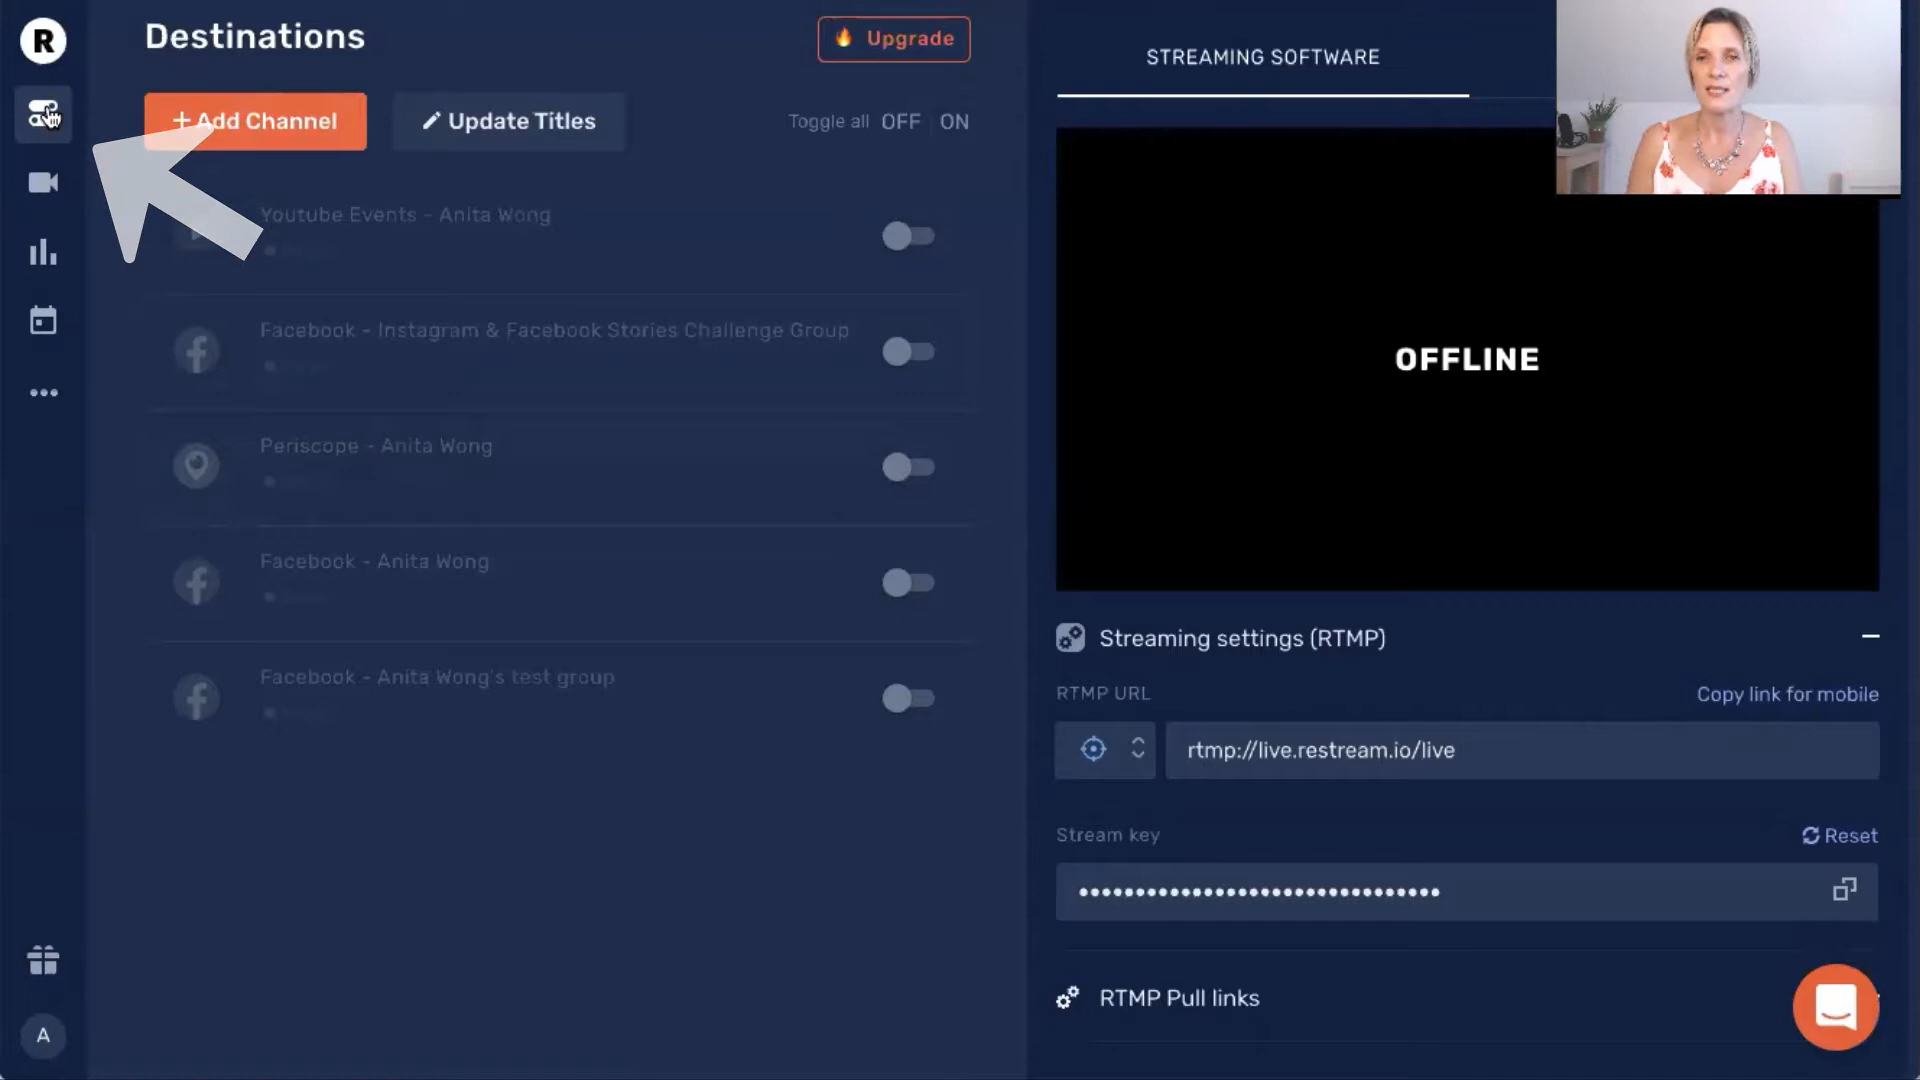 R
Destinations
Upgrade
+ Add Channel
Update Titles
Toggle all OFF ON
Youtube Events - Anita Wong
Facebook - Instagram & Facebook Stories Challenge Group
Periscope - Anita Wong
Facebook - Anita Wong
Facebook - Anita Wong's test group
A
STREAMING SOFTWARE
OFFLINE
Streaming settings (RTMP)
RTMP URL
Copy link for mobile
rtmp://live.restream.io/live
Stream key
Reset
RTMP Pull links